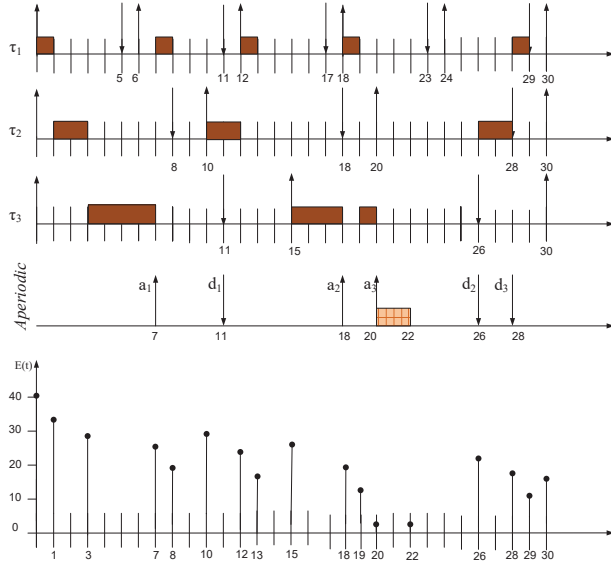 τ1
5 6 11 12 17 18 23 24 29 30
τ2
8 10 18 20 28 30
τ3
11 15 26 30
Aperiodic
a1 d1 a2 a3 d2 d3
7 11 18 20 22 26 28
E(t)
40
30
20
10
0
1 3 7 8 10 12 13 15 18 19 20 22 26 28 29 30